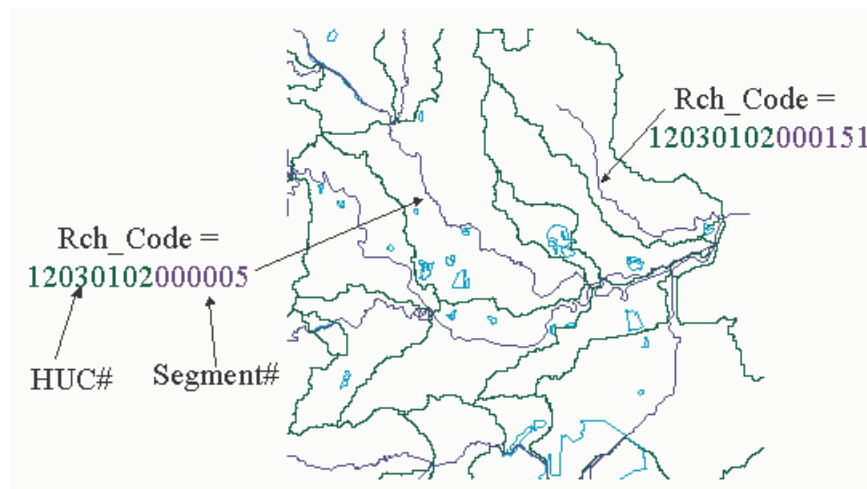 Rch_Code =
12030102000151
Rch_Code =
12030102000005
HUC#
Segment#